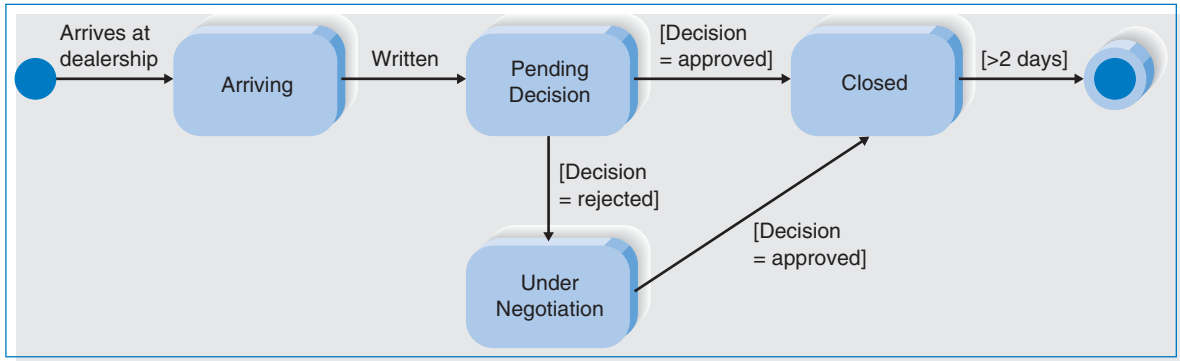 Arrives at
dealership
Arriving
Written
Pending
Decision
[Decision
= approved]
Closed
[>2 days]
[Decision
= rejected]
[Decision
= approved]
Under
Negotiation